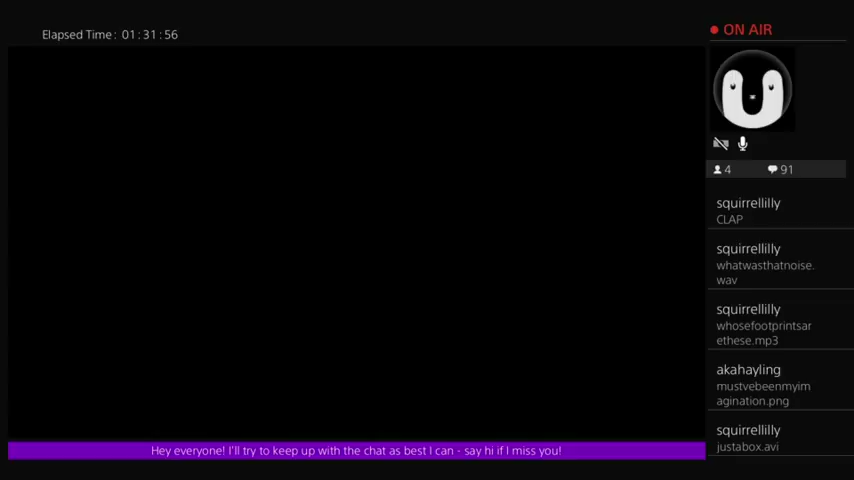 Elapsed Time: 01:31:56
ON AIR
4 91
squirrellilly
CLAP
squirrellilly
whatwasthatnoise.
wav
squirrellilly
whosefootprintsar
ethese.mp3
akahayling
mustvebeenmyim
agination.png
squirrellilly
justabox.avi
Hey everyone! I'll try to keep up with the chat as best I can - say hi if I miss you!